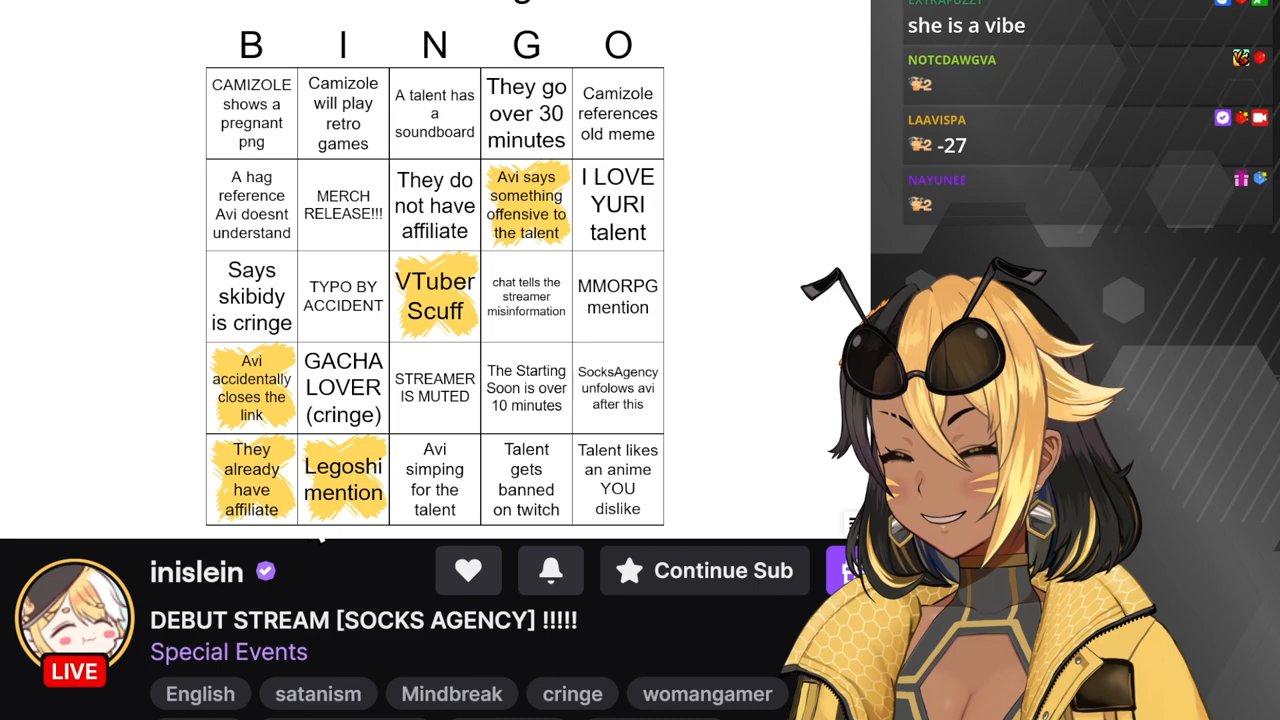 B I N G O
CAMIZOLE
shows a
pregnant
png
Camizole
will play
retro
games
A talent has
a
soundboard
They go
over 30
minutes
Camizole
references
old meme
A hag
reference
Avi doesnt
understand
MERCH
RELEASE!!!
They do
not have
affiliate
Avi says
something
offensive to
the talent
I LOVE
YURI
talent
Says
skibidy
is cringe
TYPO BY
ACCIDENT
VTuber
Scuff
chat tells the
streamer
misinformation
MMORPG
mention
Avi
accidentally
closes the
link
GACHA
LOVER
(cringe)
STREAMER
IS MUTED
The Starting
Soon is over
10 minutes
SocksAgency
unfolows avi
after this
They
already
have
affiliate
Legoshi
mention
Avi
simping
for the
talent
Talent
gets
banned
on twitch
Talent likes
an anime
YOU
dislike
EXTRAFUZZY
she is a vibe
NOTCDAWGVA
2
LAAVISPA
2 -27
NAYUNEE
2
inislein
Continue Sub
DEBUT STREAM [SOCKS AGENCY] !!!!!
Special Events
LIVE
English satanism Mindbreak cringe womangamer